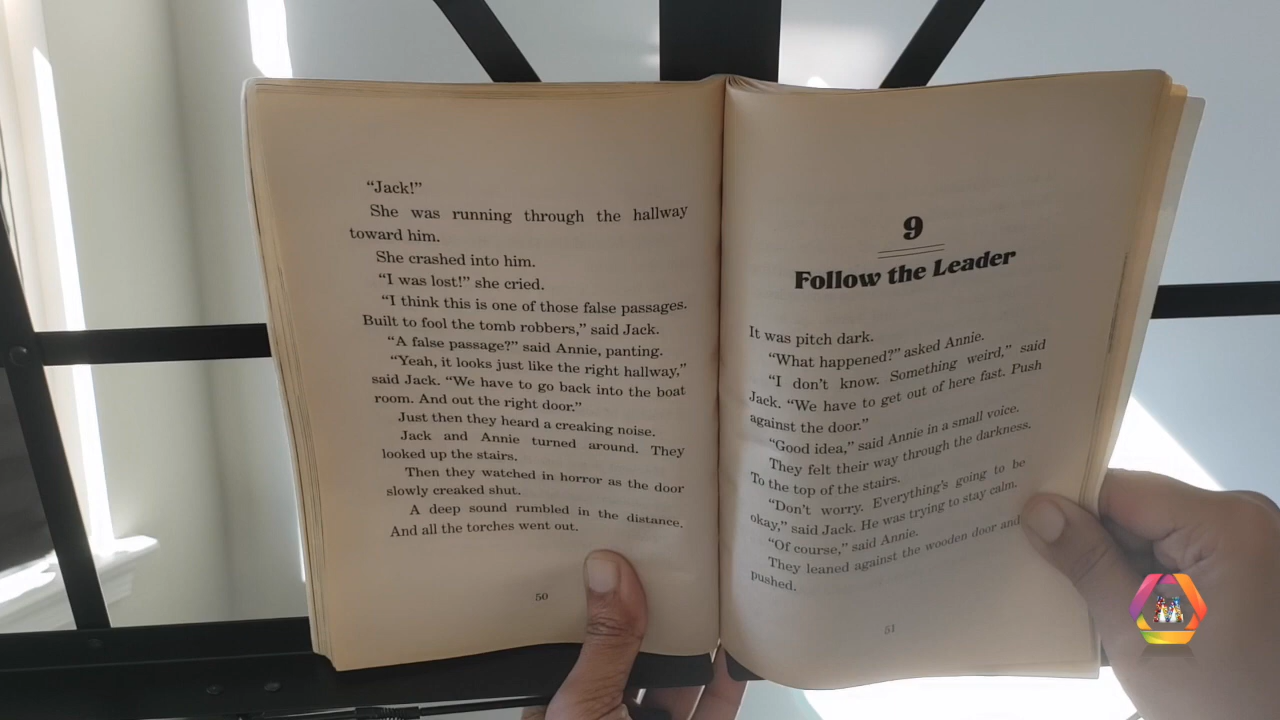 “Jack!”
She was running through the hallway
toward him.
She crashed into him.
“I was lost!” she cried.
“I think this is one of those false passages.
Built to fool the tomb robbers,” said Jack.
“A false passage?” said Annie, panting.
“Yeah, it looks just like the right hallway,”
said Jack. “We have to go back into the boat
room. And out the right door.”
Just then they heard a creaking noise.
Jack and Annie turned around. They
looked up the stairs.
Then they watched in horror as the door
slowly creaked shut.
A deep sound rumbled in the distance.
And all the torches went out.
50
9
Follow the Leader
It was pitch dark.
“What happened?” asked Annie.
“I don’t know. Something weird,” said
Jack. “We have to get out of here fast. Push
against the door.”
“Good idea,” said Annie in a small voice.
They felt their way through the darkness.
To the top of the stairs.
“Don’t worry. Everything’s going to be
okay,” said Jack. He was trying to stay calm.
“Of course,” said Annie.
They leaned against the wooden door and
pushed.
51